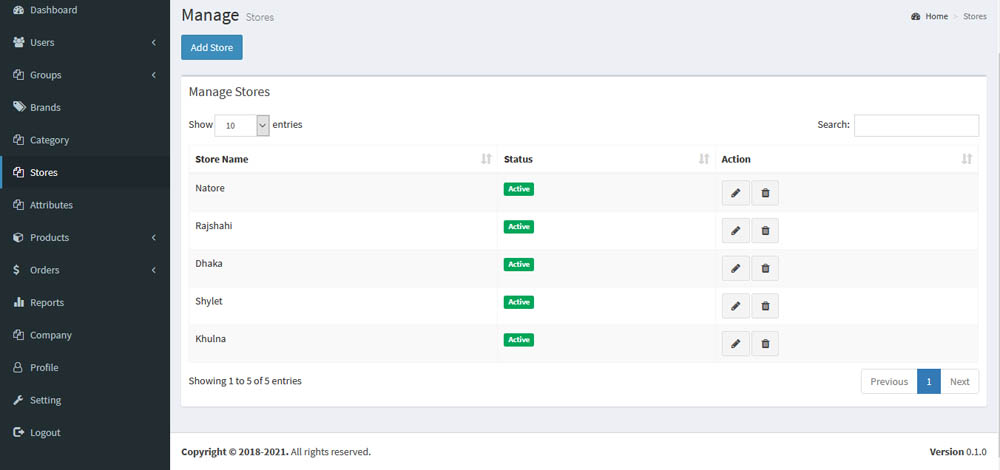 Dashboard
Users
Groups
Brands
Category
Stores
Attributes
Products
Orders
Reports
Company
Profile
Setting
Logout
Manage Stores
Home > Stores
Add Store
Manage Stores
Show 10 entries
Search:
Store Name Status Action
Natore Active
Rajshahi Active
Dhaka Active
Shylet Active
Khulna Active
Showing 1 to 5 of 5 entries
Previous 1 Next
Copyright © 2018-2021. All rights reserved.
Version 0.1.0